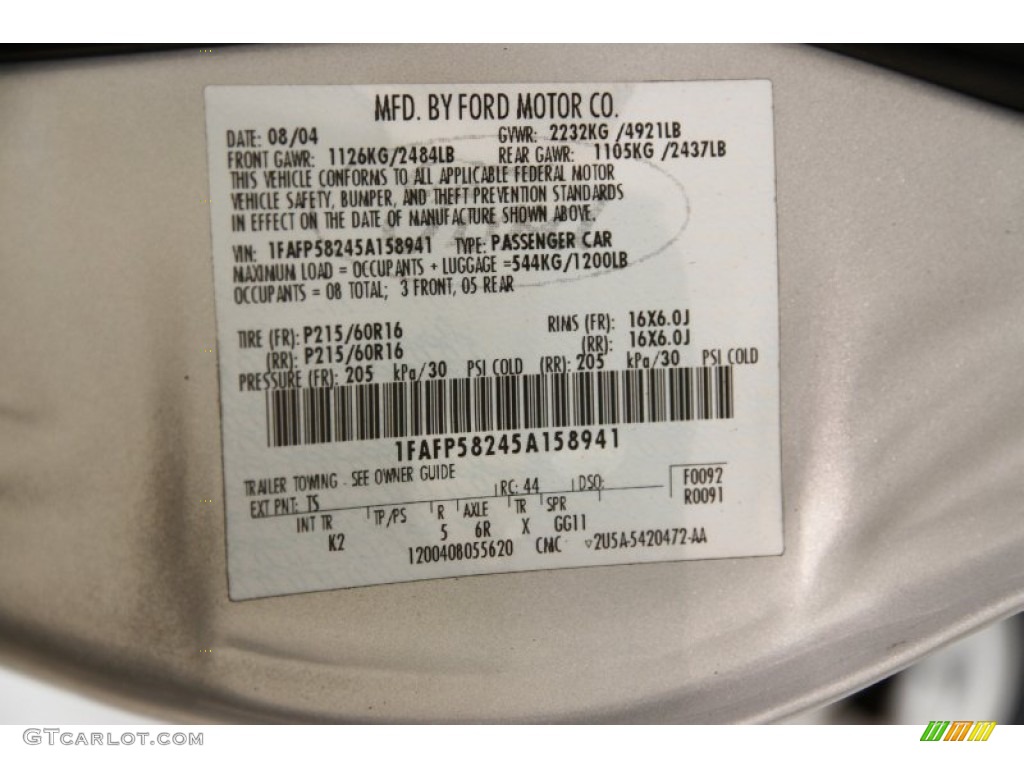 MFD. BY FORD MOTOR CO.
DATE: 08/04 GVWR: 2232KG /4921LB
FRONT GAWR: 1126KG/2484LB REAR GAWR: 1105KG /2437LB
THIS VEHICLE CONFORMS TO ALL APPLICABLE FEDERAL MOTOR
VEHICLE SAFETY, BUMPER, AND THEFT PREVENTION STANDARDS
IN EFFECT ON THE DATE OF MANUFACTURE SHOWN ABOVE.
VIN: 1FAFP58245A158941 TYPE: PASSENGER CAR
MAXIMUM LOAD = OCCUPANTS + LUGGAGE =544KG/1200LB
OCCUPANTS = 08 TOTAL; 3 FRONT, 05 REAR
TIRE (FR): P215/60R16 RIMS (FR): 16X6.0J
(RR): P215/60R16 (RR): 16X6.0J
PRESSURE (FR): 205 kPa/30 PSI COLD (RR): 205 kPa/30 PSI COLD
1FAFP58245A158941
TRAILER TOWING - SEE OWNER GUIDE
EXT PNT: TS RC: 44 DSO: F0092
R0091
INT TR TP/PS R AXLE TR SPR
K2 5 6R X GG11
1200408055620 CMC ▽2U5A-5420472-AA
GTCarLot.com